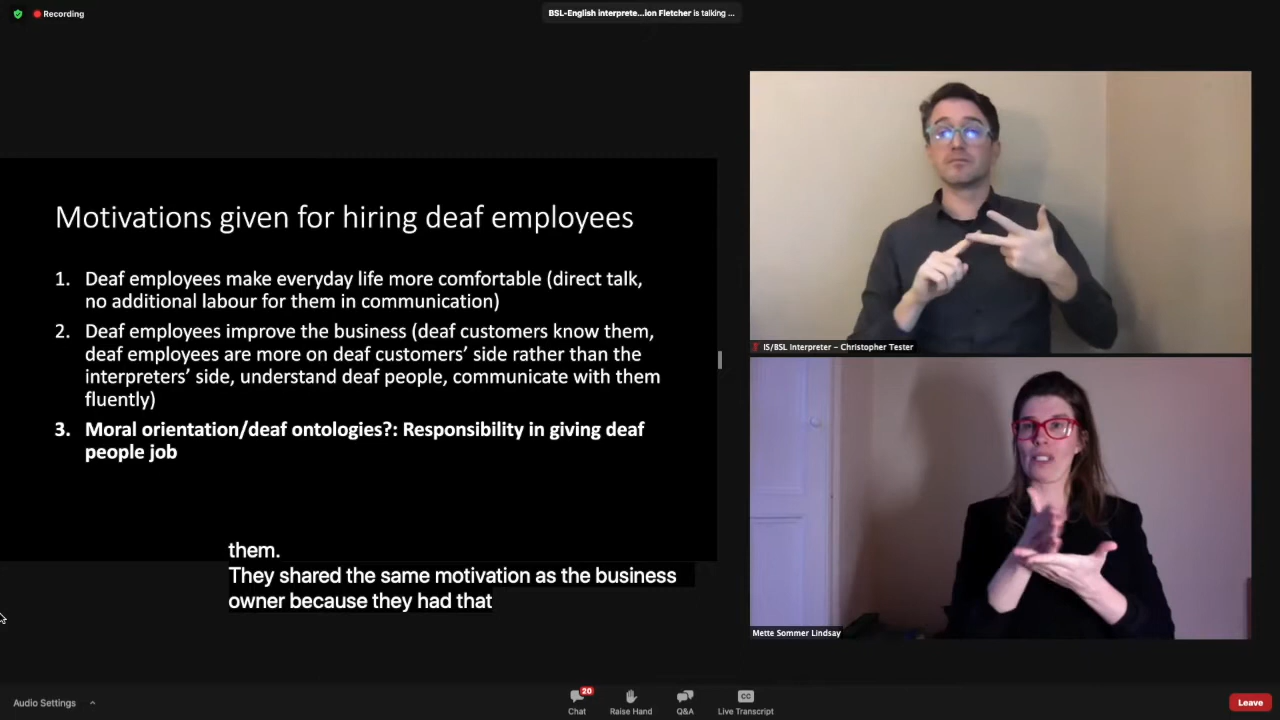 Recording
BSL-English interprete...ion Fletcher is talking ...
Motivations given for hiring deaf employees
1. Deaf employees make everyday life more comfortable (direct talk,
no additional labour for them in communication)
2. Deaf employees improve the business (deaf customers know them,
deaf employees are more on deaf customers' side rather than the
interpreters' side, understand deaf people, communicate with them
fluently)
3. Moral orientation/deaf ontologies?: Responsibility in giving deaf
people job
IS/BSL Interpreter – Christopher Tester
them.
They shared the same motivation as the business
owner because they had that
Mette Sommer Lindsay
Audio Settings
20
CC
Chat
Raise Hand
Q&A
Live Transcript
Leave